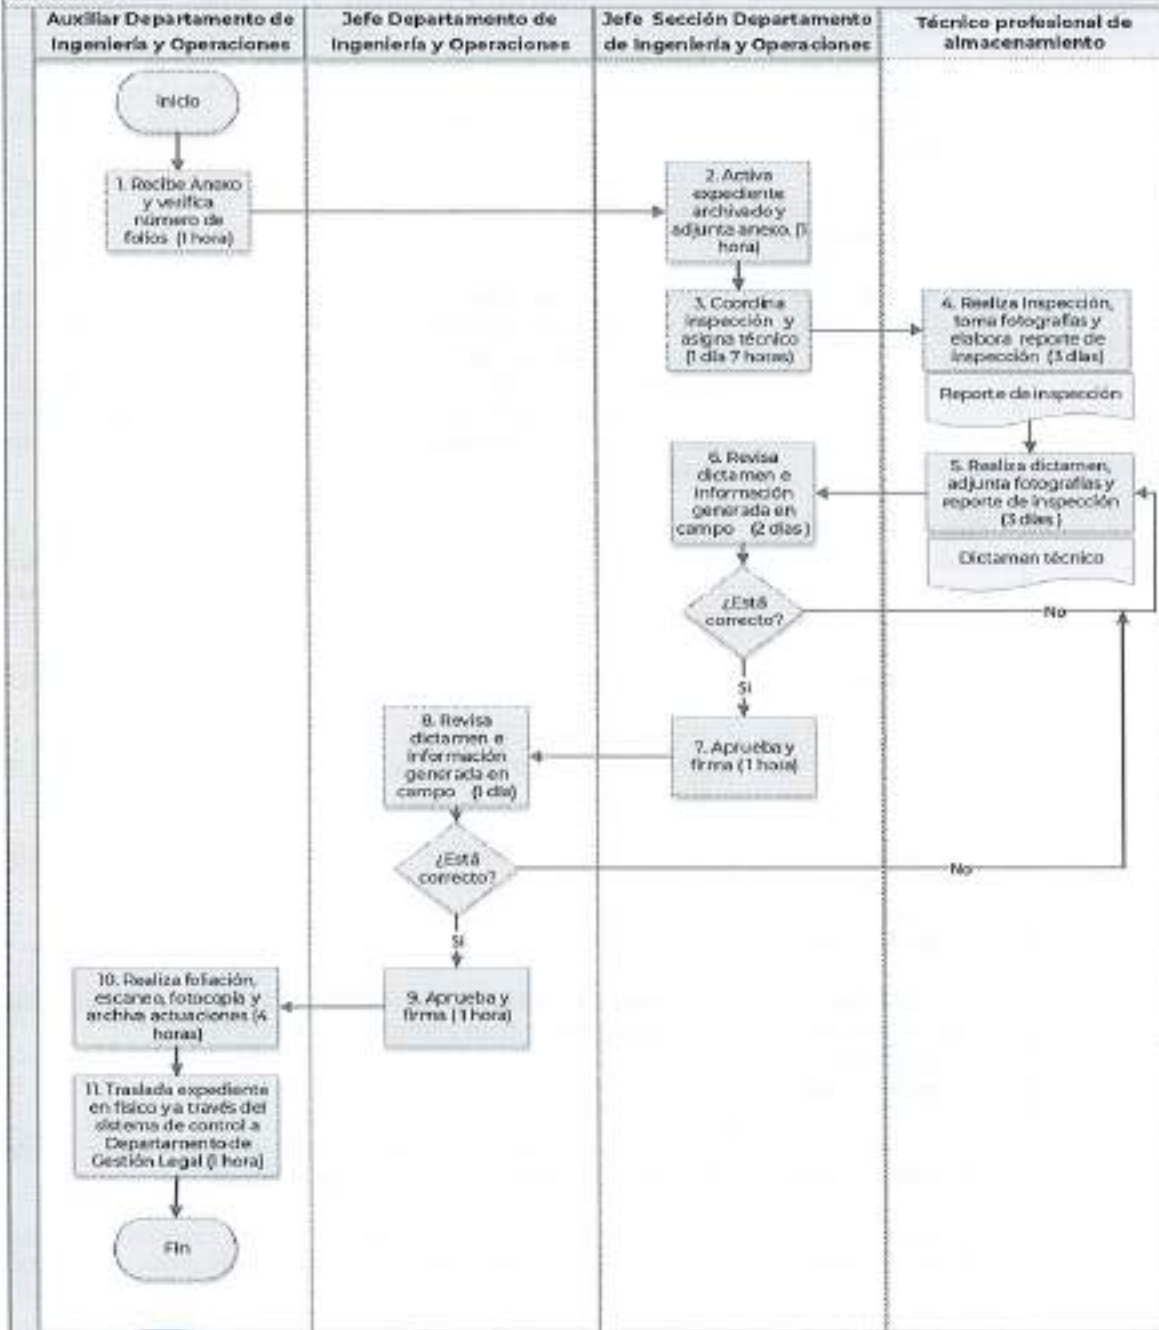 Auxiliar Departamento de
Ingeniería y Operaciones
Jefe Departamento de
Ingeniería y Operaciones
Jefe Sección Departamento
de Ingeniería y Operaciones
Técnico profesional de
almacenamiento
Inicio
1. Recibe Anexo
y verifica
número de
folios (1 hora)
2. Activa
expediente
archivado y
adjunta anexo. (1
hora)
3. Coordina
inspección y
asigna técnico
(1 día 7 horas)
4. Realiza Inspección,
toma fotografías y
elabora reporte de
inspección (3 días)
Reporte de inspección
5. Realiza dictamen,
adjunta fotografías y
reporte de inspección
(3 días)
Dictamen técnico
6. Revisa
dictamen e
información
generada en
campo (2 días)
¿Está
correcto?
No
Si
7. Aprueba y
firma (1 hora)
8. Revisa
dictamen e
información
generada en
campo (1 día)
¿Está
correcto?
No
Si
9. Aprueba y
firma (1 hora)
10. Realiza foliación,
escaneo, fotocopia y
archiva actuaciones (4
horas)
11. Traslada expediente
en físico y a través del
sistema de control a
Departamento de
Gestión Legal (1 hora)
Fin